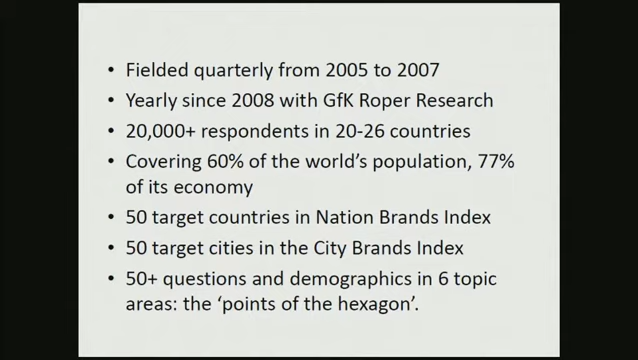 • Fielded quarterly from 2005 to 2007
• Yearly since 2008 with GfK Roper Research
• 20,000+ respondents in 20-26 countries
• Covering 60% of the world's population, 77%
of its economy
• 50 target countries in Nation Brands Index
• 50 target cities in the City Brands Index
• 50+ questions and demographics in 6 topic
areas: the ‘points of the hexagon’.